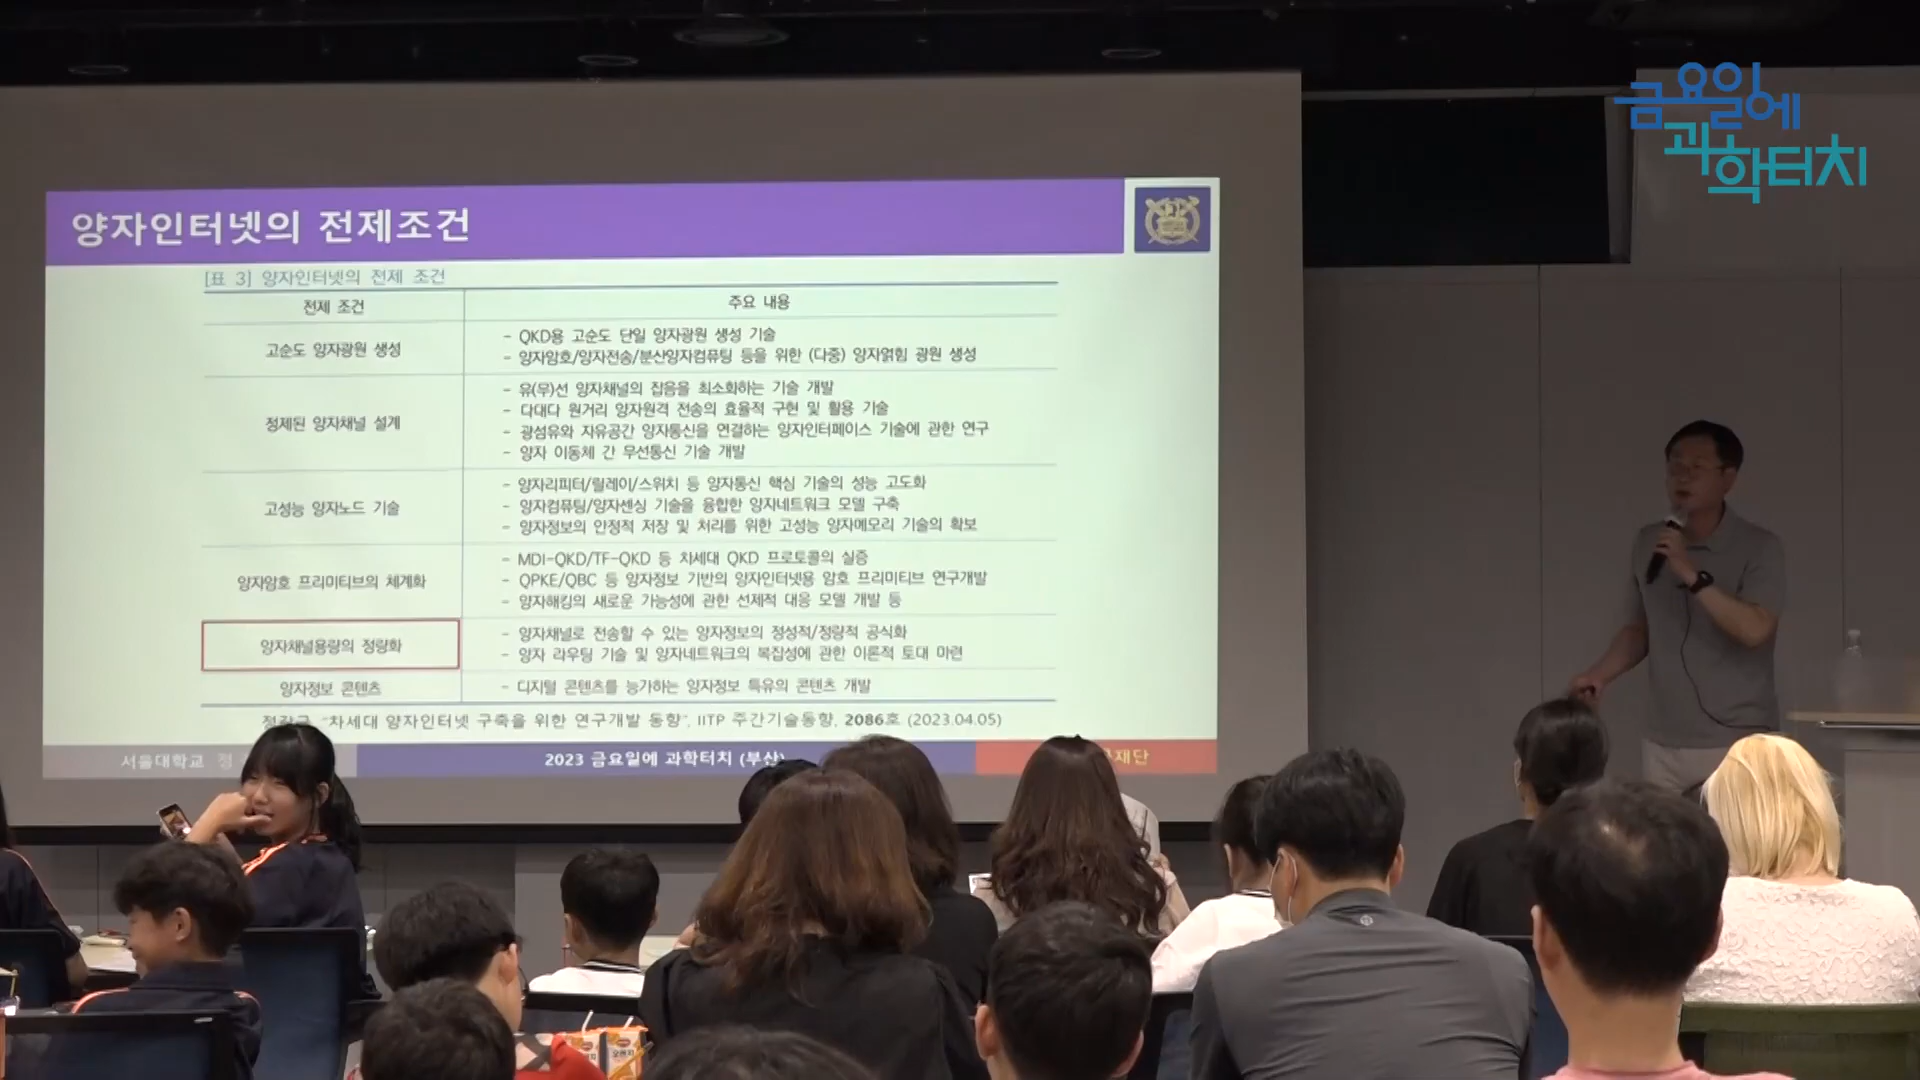 금요일에
과학터치
양자인터넷의 전제조건
[표 3] 양자인터넷의 전제 조건
전제 조건
주요 내용
고순도 양자광원 생성
- QKD용 고순도 단일 양자광원 생성 기술
- 양자암호/양자전송/분산양자컴퓨팅 등을 위한 (다중) 양자얽힘 광원 생성
정제된 양자채널 설계
- 유(무)선 양자채널의 잡음을 최소화하는 기술 개발
- 다대다 원거리 양자원격 전송의 효율적 구현 및 활용 기술
- 광섬유와 자유공간 양자통신을 연결하는 양자인터페이스 기술에 관한 연구
- 양자 이동체 간 무선통신 기술 개발
고성능 양자노드 기술
- 양자리피터/릴레이/스위치 등 양자통신 핵심 기술의 성능 고도화
- 양자컴퓨팅/양자센싱 기술을 융합한 양자네트워크 모델 구축
- 양자정보의 안정적 저장 및 처리를 위한 고성능 양자메모리 기술의 확보
양자암호 프리미티브의 체계화
- MDI-QKD/TF-QKD 등 차세대 QKD 프로토콜의 실증
- QPKE/QBC 등 양자정보 기반의 양자인터넷용 암호 프리미티브 연구개발
- 양자해킹의 새로운 가능성에 관한 선제적 대응 모델 개발 등
양자채널용량의 정량화
- 양자채널로 전송할 수 있는 양자정보의 정성적/정량적 공식화
- 양자 라우팅 기술 및 양자네트워크의 복잡성에 관한 이론적 토대 마련
양자정보 콘텐츠
- 디지털 콘텐츠를 능가하는 양자정보 특유의 콘텐츠 개발
"차세대 양자인터넷 구축을 위한 연구개발 동향", IITP 주간기술동향, 2086호 (2023.04.05)
서울대학교 정
2023 금요일에 과학터치 (부산)
재단